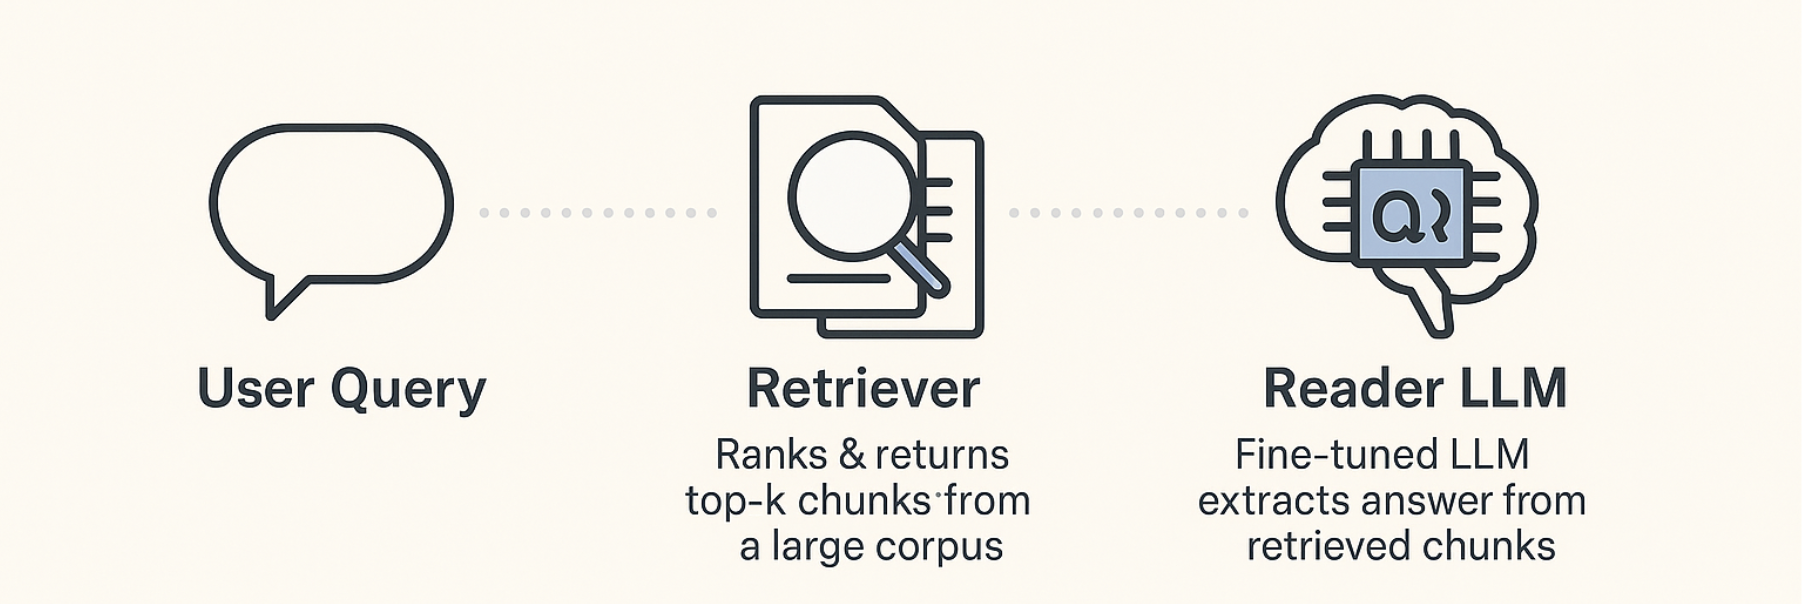 User Query
Retriever
Ranks & returns
top-k chunks from
a large corpus
Reader LLM
Fine-tuned LLM
extracts answer from
retrieved chunks